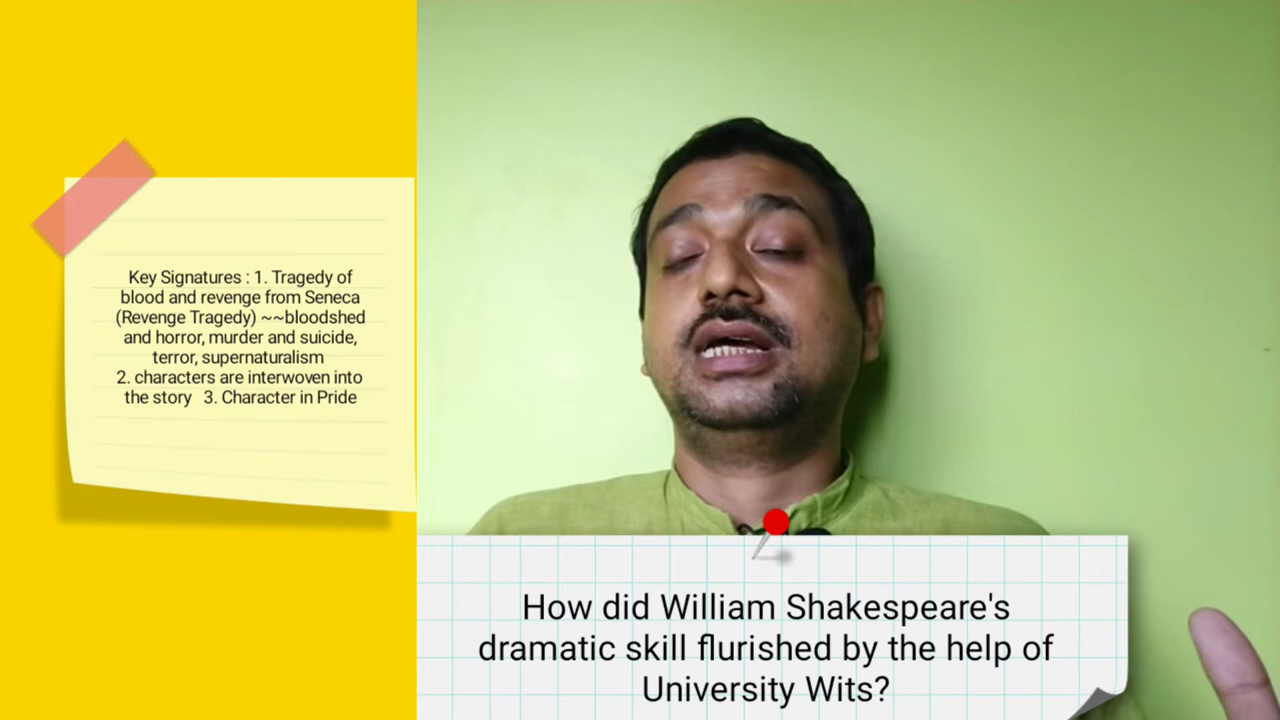 Key Signatures : 1. Tragedy of
blood and revenge from Seneca
(Revenge Tragedy) ~~bloodshed
and horror, murder and suicide,
terror, supernaturalism
2. characters are interwoven into
the story 3. Character in Pride
How did William Shakespeare's
dramatic skill flurished by the help of
University Wits?